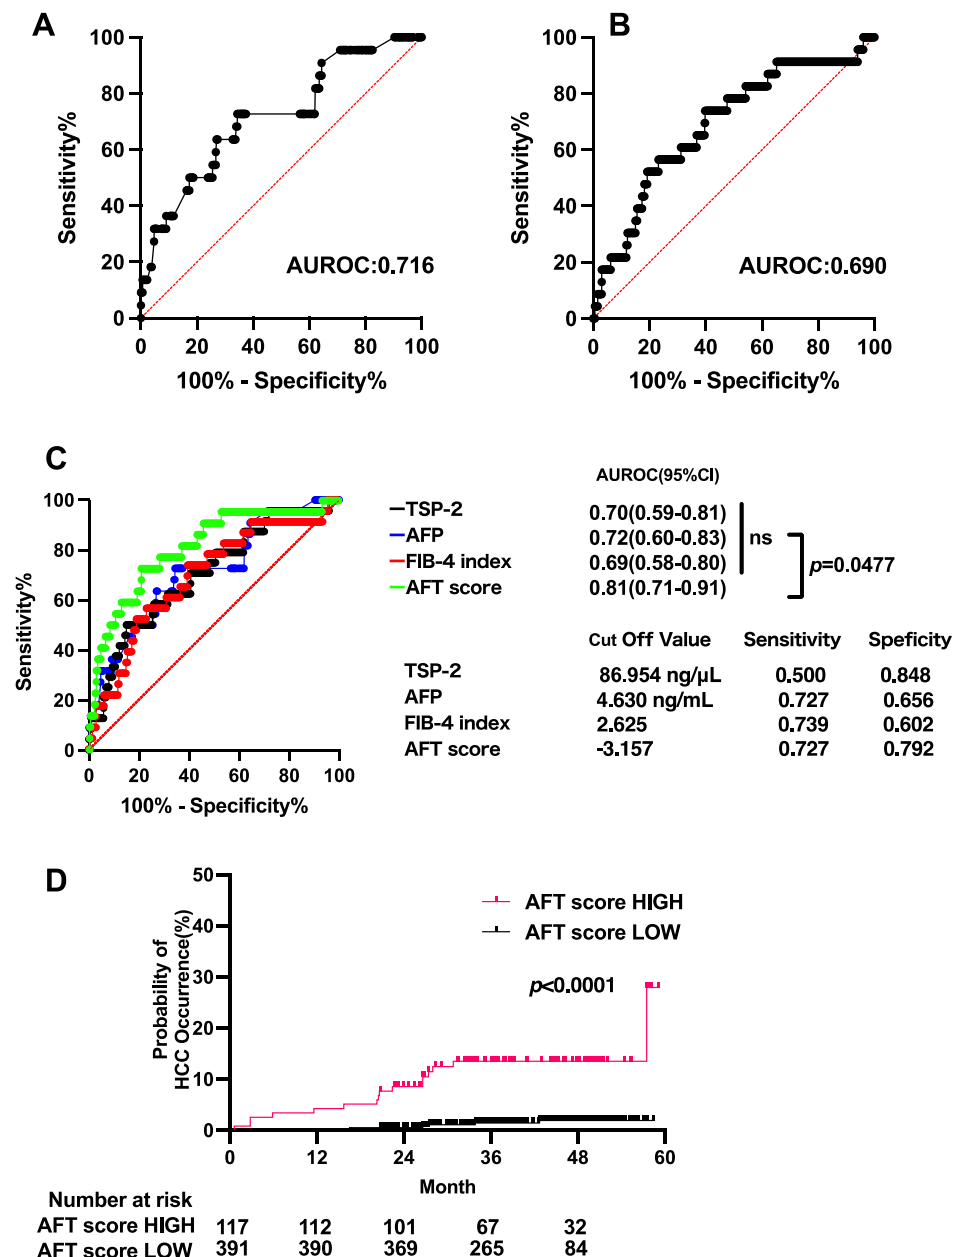 A
100
80
60
40
20
0
Sensitivity%
AUROC:0.716
0 20 40 60 80 100
100% - Specificity%
B
100
80
60
40
20
0
Sensitivity%
AUROC:0.690
0 20 40 60 80 100
100% - Specificity%
C
100
80
60
40
20
0
Sensitivity%
0 20 40 60 80 100
100% - Specificity%
AUROC(95%CI)
TSP-2 0.70(0.59-0.81)
AFP 0.72(0.60-0.83)
FIB-4 index 0.69(0.58-0.80)
AFT score 0.81(0.71-0.91)
ns
p=0.0477
Cut Off Value Sensitivity Speficity
TSP-2 86.954 ng/μL 0.500 0.848
AFP 4.630 ng/mL 0.727 0.656
FIB-4 index 2.625 0.739 0.602
AFT score -3.157 0.727 0.792
D
50
40
30
20
10
0
Probability of
HCC Occurrence(%)
AFT score HIGH
AFT score LOW
p<0.0001
0 12 24 36 48 60
Month
Number at risk
AFT score HIGH 117 112 101 67 32
AFT score LOW 391 390 369 265 84